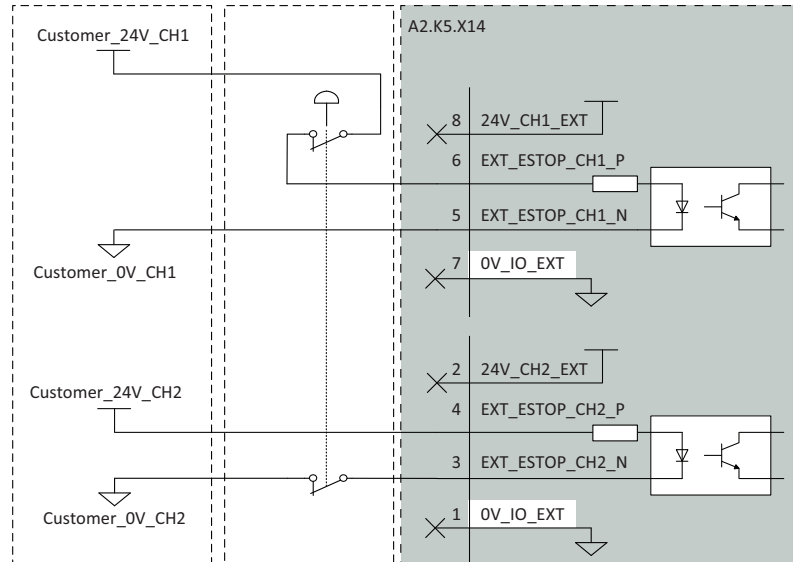 A2.K5.X14
Customer_24V_CH1
8 24V_CH1_EXT
6 EXT_ESTOP_CH1_P
5 EXT_ESTOP_CH1_N
Customer_0V_CH1
7 0V_IO_EXT
2 24V_CH2_EXT
Customer_24V_CH2
4 EXT_ESTOP_CH2_P
3 EXT_ESTOP_CH2_N
Customer_0V_CH2
1 0V_IO_EXT